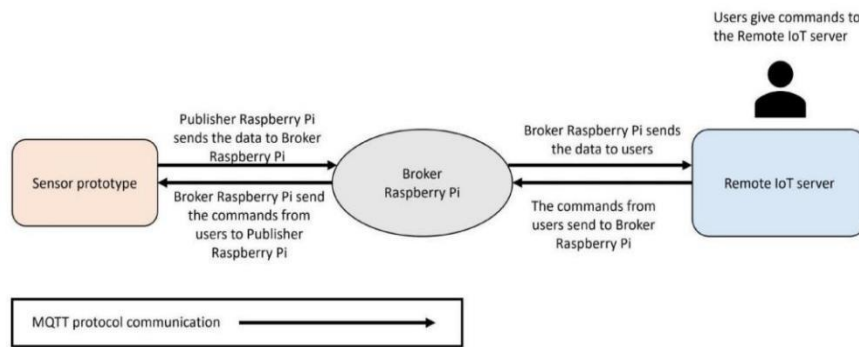 Users give commands to
the Remote IoT server
Publisher Raspberry Pi
sends the data to Broker
Raspberry Pi
Broker Raspberry Pi sends
the data to users
Sensor prototype
Broker
Raspberry Pi
Remote IoT server
Broker Raspberry Pi send
the commands from
users to Publisher
Raspberry Pi
The commands from
users send to Broker
Raspberry Pi
MQTT protocol communication